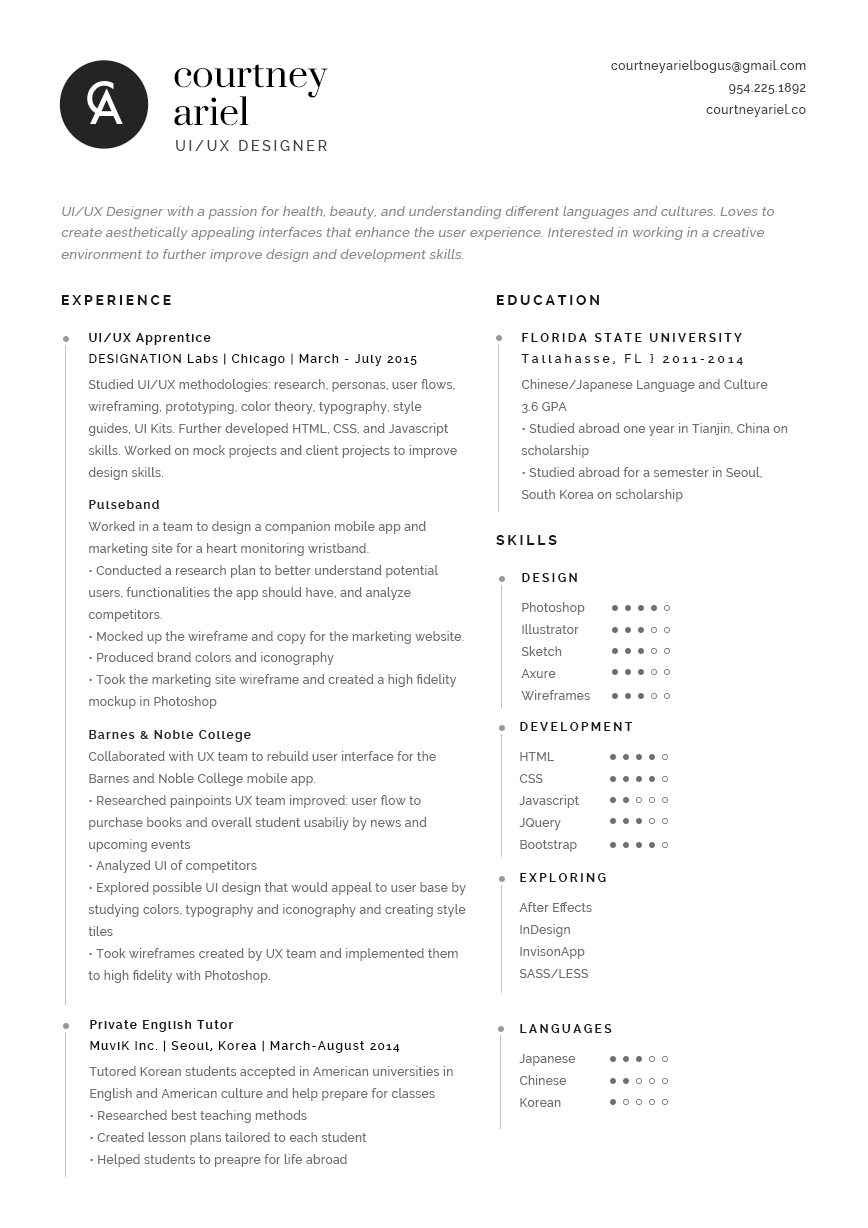 CA
courtney
ariel
UI/UX DESIGNER
courtneyarielbogus@gmail.com
954.225.1892
courtneyariel.co
UI/UX Designer with a passion for health, beauty, and understanding different languages and cultures. Loves to
create aesthetically appealing interfaces that enhance the user experience. Interested in working in a creative
environment to further improve design and development skills.
EXPERIENCE
UI/UX Apprentice
DESIGNATION Labs | Chicago | March - July 2015
Studied UI/UX methodologies: research, personas, user flows,
wireframing, prototyping, color theory, typography, style
guides, UI Kits. Further developed HTML, CSS, and Javascript
skills. Worked on mock projects and client projects to improve
design skills.
Pulseband
Worked in a team to design a companion mobile app and
marketing site for a heart monitoring wristband.
• Conducted a research plan to better understand potential
users, functionalities the app should have, and analyze
competitors.
• Mocked up the wireframe and copy for the marketing website.
• Produced brand colors and iconography
• Took the marketing site wireframe and created a high fidelity
mockup in Photoshop
Barnes & Noble College
Collaborated with UX team to rebuild user interface for the
Barnes and Noble College mobile app.
• Researched painpoints UX team improved: user flow to
purchase books and overall student usabiliy by news and
upcoming events
• Analyzed UI of competitors
• Explored possible UI design that would appeal to user base by
studying colors, typography and iconography and creating style
tiles
• Took wireframes created by UX team and implemented them
to high fidelity with Photoshop.
Private English Tutor
MuvIK Inc. | Seoul, Korea | March-August 2014
Tutored Korean students accepted in American universities in
English and American culture and help prepare for classes
• Researched best teaching methods
• Created lesson plans tailored to each student
• Helped students to preapre for life abroad
EDUCATION
FLORIDA STATE UNIVERSITY
Tallahasse, FL } 2011-2014
Chinese/Japanese Language and Culture
3.6 GPA
• Studied abroad one year in Tianjin, China on
scholarship
• Studied abroad for a semester in Seoul,
South Korea on scholarship
SKILLS
DESIGN
Photoshop
Illustrator
Sketch
Axure
Wireframes
DEVELOPMENT
HTML
CSS
Javascript
JQuery
Bootstrap
EXPLORING
After Effects
InDesign
InvisonApp
SASS/LESS
LANGUAGES
Japanese
Chinese
Korean